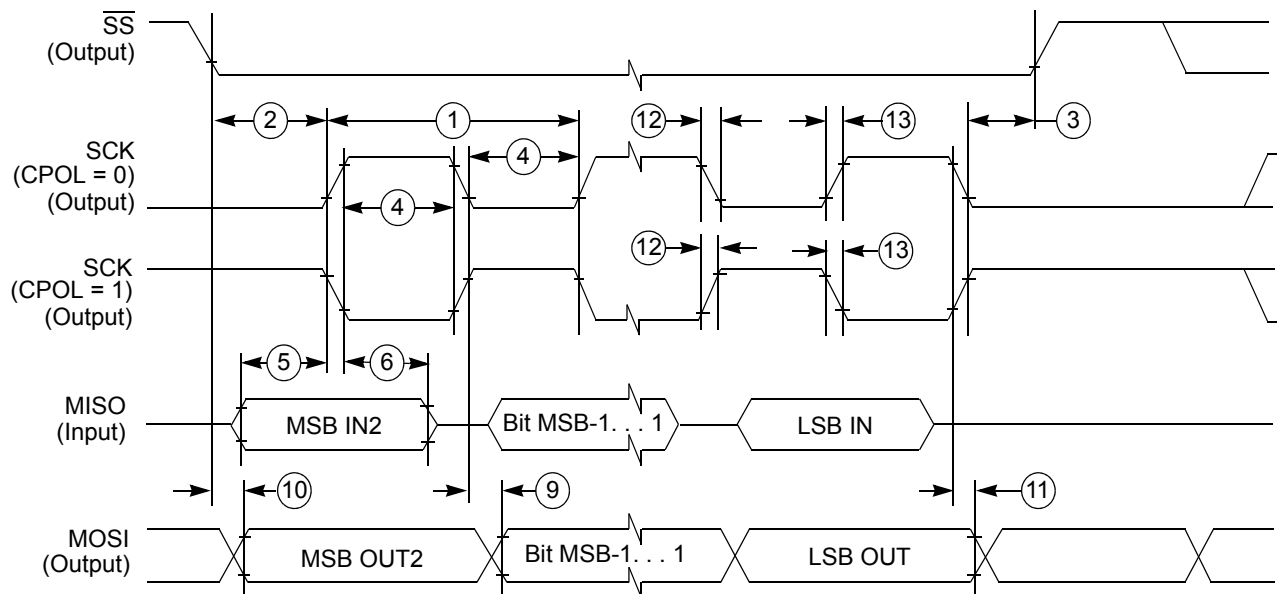 SS
(Output)
2
1
12
13
3
SCK
(CPOL = 0)
(Output)
4
4
12
13
SCK
(CPOL = 1)
(Output)
5
6
MISO
(Input)
MSB IN2
Bit MSB-1. . . 1
LSB IN
10
9
11
MOSI
(Output)
MSB OUT2
Bit MSB-1. . . 1
LSB OUT